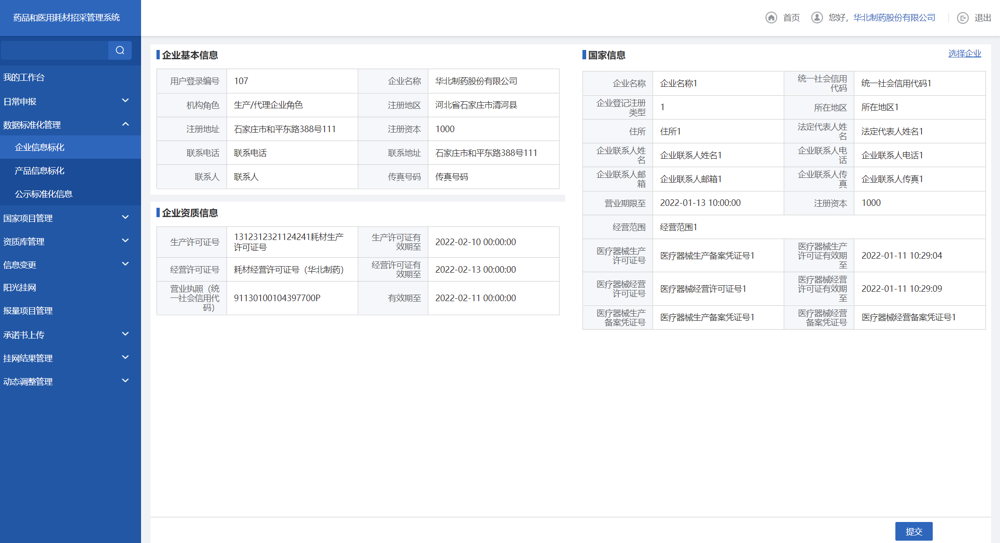 药品和医用耗材招采管理系统
首页
您好，华北制药股份有限公司
退出
我的工作台
日常申报
数据标准化管理
企业信息标化
产品信息标化
公示标准化信息
国家项目管理
资质库管理
信息变更
阳光挂网
报量项目管理
承诺书上传
挂网结果管理
动态调整管理
企业基本信息
用户登录编号 107 企业名称 华北制药股份有限公司
机构角色 生产/代理企业角色 注册地区 河北省石家庄市清河县
注册地址 石家庄市和平东路388号111 注册资本 1000
联系电话 联系电话 联系地址 石家庄市和平东路388号111
联系人 联系人 传真号码 传真号码
企业资质信息
生产许可证号
1312312321124241耗材生产
许可证号
生产许可证有
效期至
2022-02-10 00:00:00
经营许可证号 耗材经营许可证号（华北制药）
经营许可证有
效期至
2022-02-13 00:00:00
营业执照（统
一社会信用代
码）
91130100104397700P 有效期至 2022-02-11 00:00:00
国家信息
选择企业
企业名称 企业名称1
统一社会信用
代码
统一社会信用代码1
企业登记注册
类型
1 所在地区 所在地区1
住所 住所1
法定代表人姓
名
法定代表人姓名1
企业联系人姓
名
企业联系人姓名1
企业联系人电
话
企业联系人电话1
企业联系人邮
箱
企业联系人邮箱1
企业联系人传
真
企业联系人传真1
营业期限至 2022-01-13 10:00:00 注册资本 1000
经营范围 经营范围1
医疗器械生产
许可证号
医疗器械生产备案凭证号1
医疗器械生产
许可证有效期
至
2022-01-11 10:29:04
医疗器械经营
许可证号
医疗器械经营许可证号1
医疗器械经营
许可证有效期
至
2022-01-11 10:29:09
医疗器械生产
备案凭证号
医疗器械生产备案凭证号1
医疗器械经营
备案凭证号
医疗器械经营备案凭证号1
提交